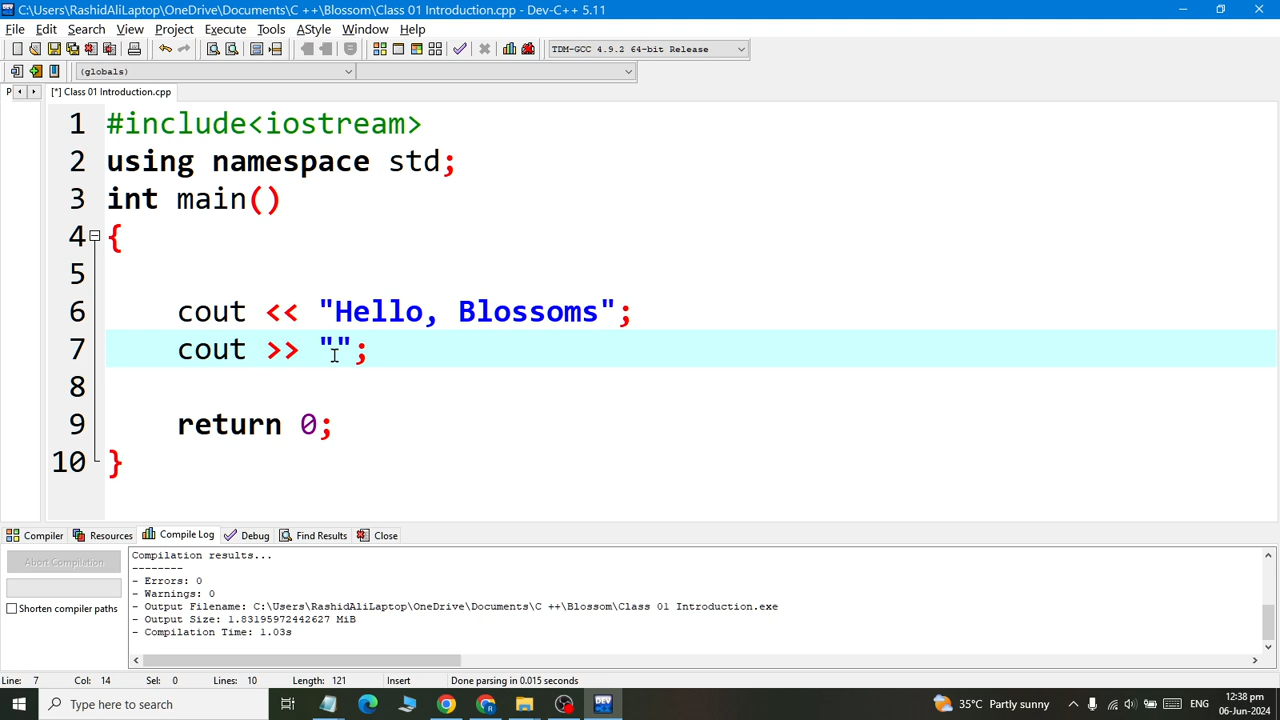 C:\Users\RashidAliLaptop\OneDrive\Documents\C ++\Blossom\Class 01 Introduction.cpp - Dev-C++ 5.11
File Edit Search View Project Execute Tools AStyle Window Help
TDM-GCC 4.9.2 64-bit Release
(globals)
P [*] Class 01 Introduction.cpp
1 #include<iostream>
2 using namespace std;
3 int main()
4 {
5
6 cout << "Hello, Blossoms";
7 cout >> "";
8
9 return 0;
10 }
Compiler Resources Compile Log Debug Find Results Close
Abort Compilation
Shorten compiler paths
Compilation results...
--------
- Errors: 0
- Warnings: 0
- Output Filename: C:\Users\RashidAliLaptop\OneDrive\Documents\C ++\Blossom\Class 01 Introduction.exe
- Output Size: 1.83195972442627 MiB
- Compilation Time: 1.03s
Line: 7 Col: 14 Sel: 0 Lines: 10 Length: 121 Insert Done parsing in 0.015 seconds
Type here to search
DEV
35°C Partly sunny
ENG
12:38 pm
06-Jun-2024